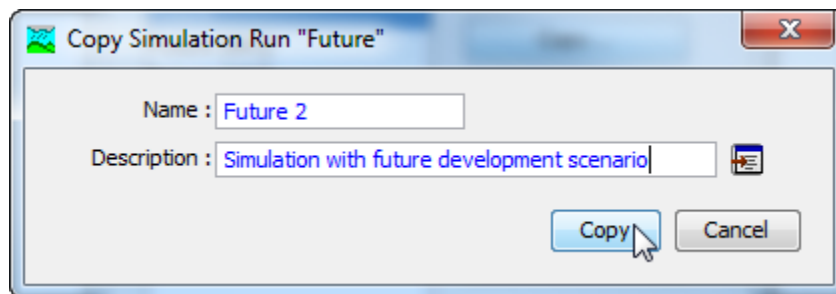 Copy Simulation Run "Future"
Name : Future 2
Description : Simulation with future development scenario
Copy Cancel